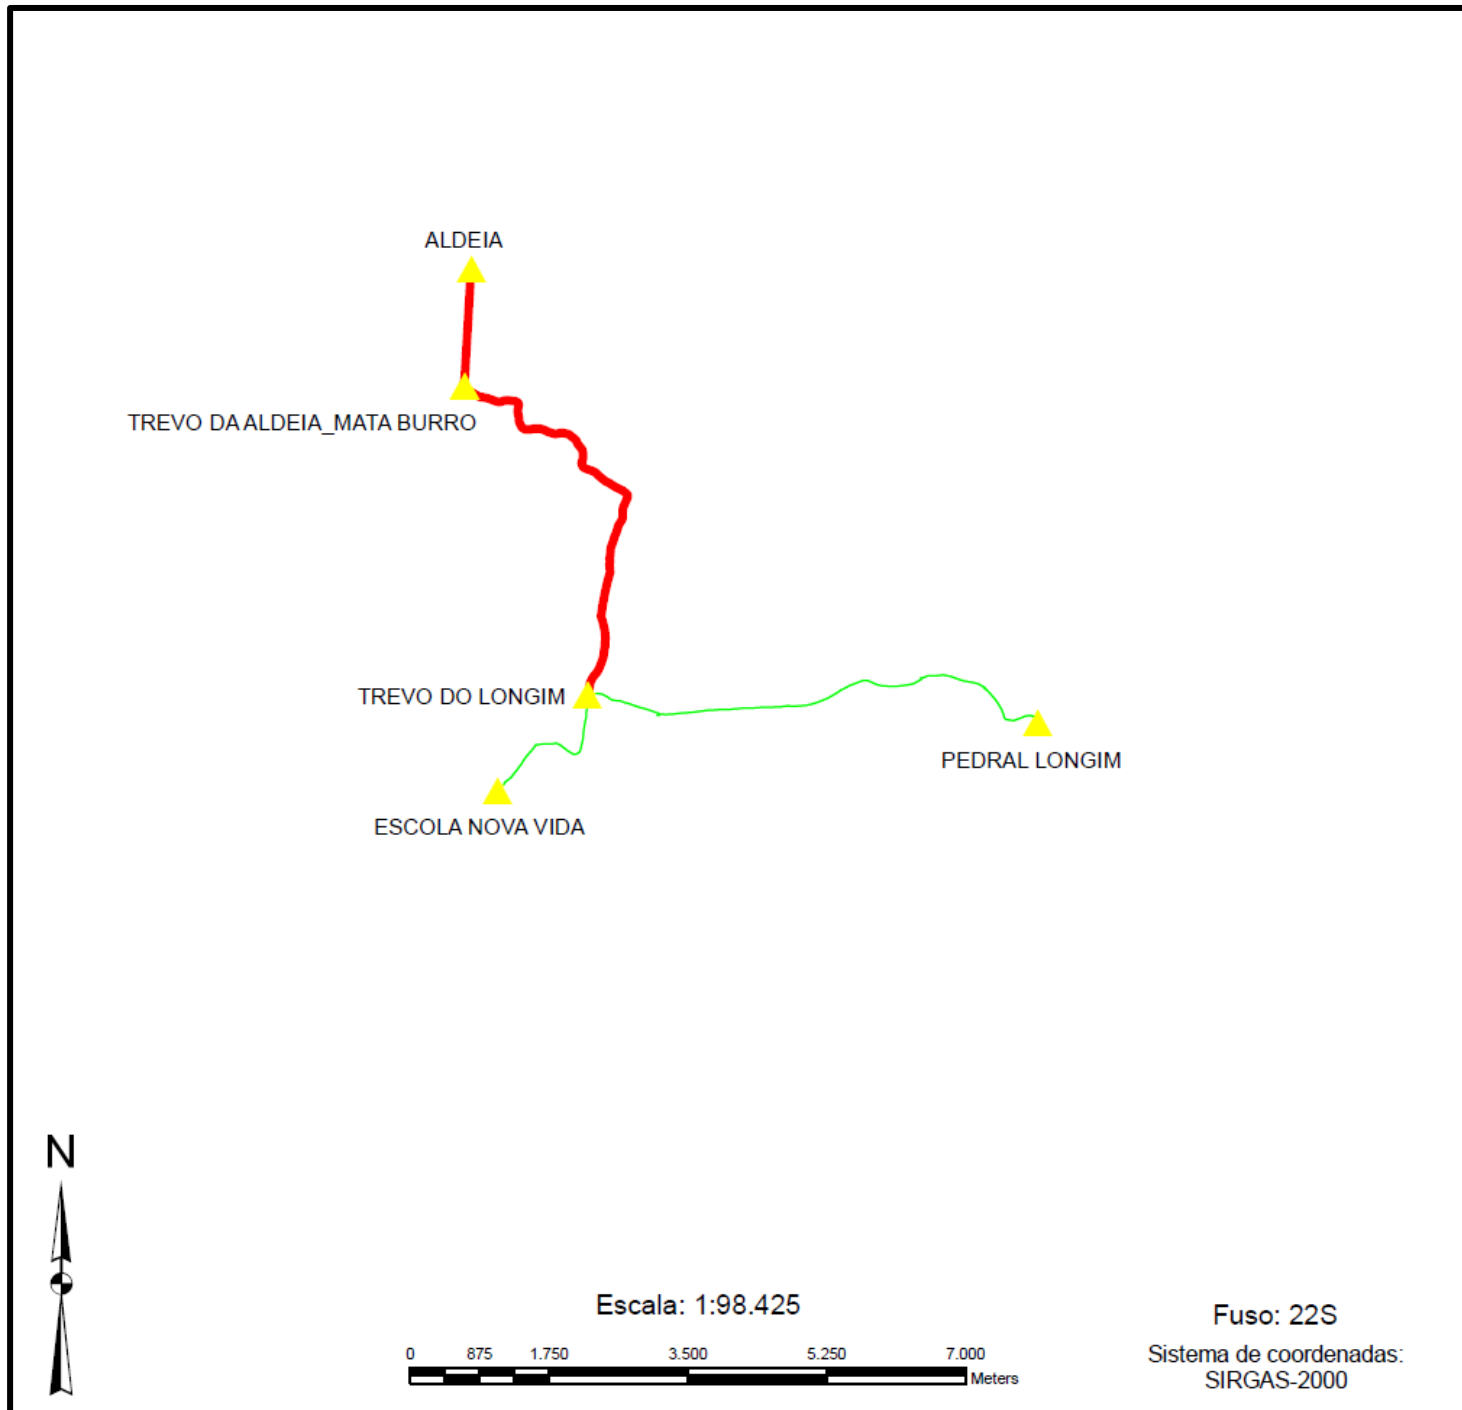 ALDEIA
TREVO DA ALDEIA_MATA BURRO
TREVO DO LONGIM
PEDRAL LONGIM
ESCOLA NOVA VIDA
N
Escala: 1:98.425
0 875 1.750 3.500 5.250 7.000
Meters
Fuso: 22S
Sistema de coordenadas:
SIRGAS-2000